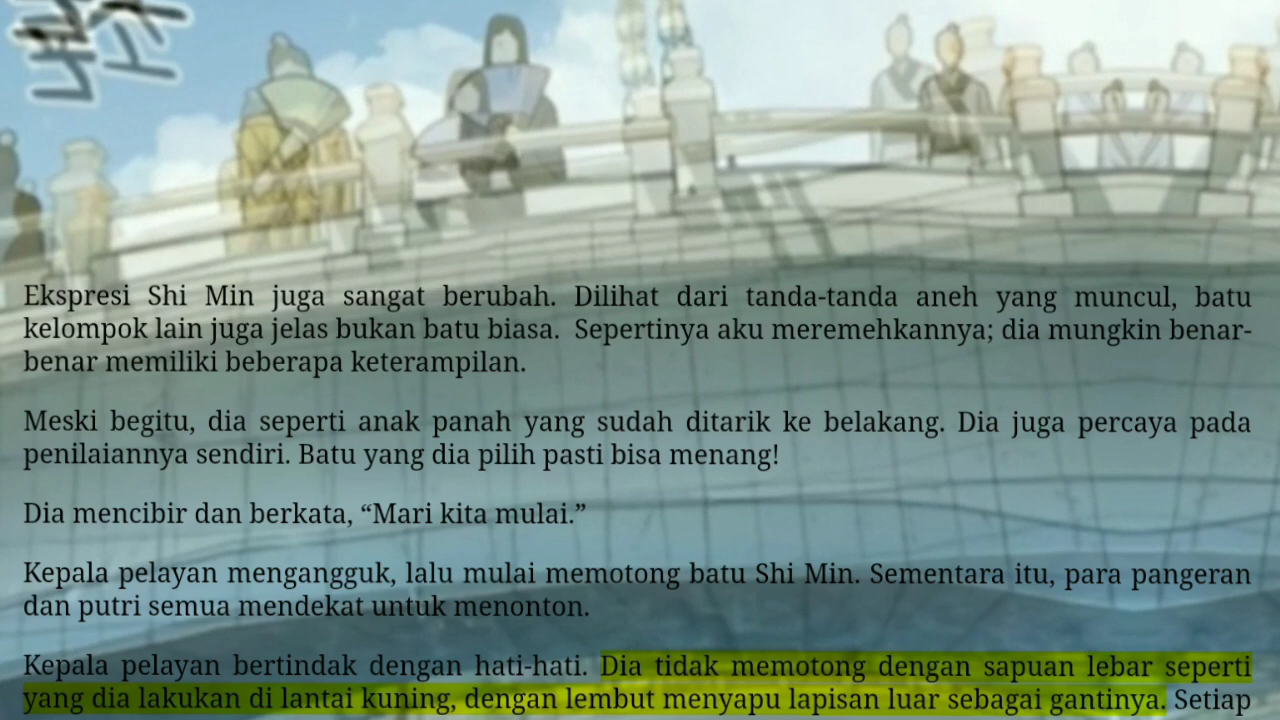 Ekspresi Shi Min juga sangat berubah. Dilihat dari tanda-tanda aneh yang muncul, batu
kelompok lain juga jelas bukan batu biasa.  Sepertinya aku meremehkannya; dia mungkin benar-
benar memiliki beberapa keterampilan.
Meski begitu, dia seperti anak panah yang sudah ditarik ke belakang. Dia juga percaya pada
penilaiannya sendiri. Batu yang dia pilih pasti bisa menang!
Dia mencibir dan berkata, “Mari kita mulai.”
Kepala pelayan mengangguk, lalu mulai memotong batu Shi Min. Sementara itu, para pangeran
dan putri semua mendekat untuk menonton.
Kepala pelayan bertindak dengan hati-hati. Dia tidak memotong dengan sapuan lebar seperti
yang dia lakukan di lantai kuning, dengan lembut menyapu lapisan luar sebagai gantinya. Setiap